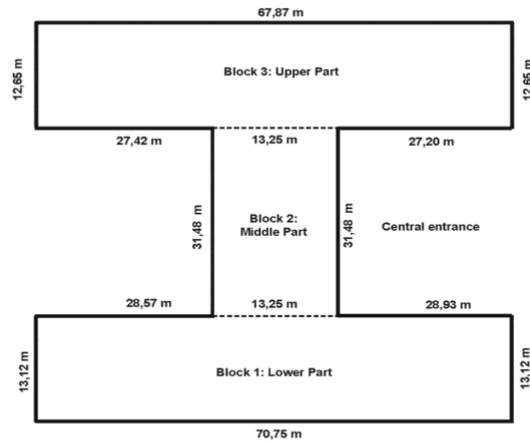 67,87 m
12,65 m
Block 3: Upper Part
12,65 m
27,42 m
13,25 m
27,20 m
31,48 m
Block 2:
Middle Part
31,48 m
Central entrance
28,57 m
13,25 m
28,93 m
13,12 m
Block 1: Lower Part
13,12 m
70,75 m